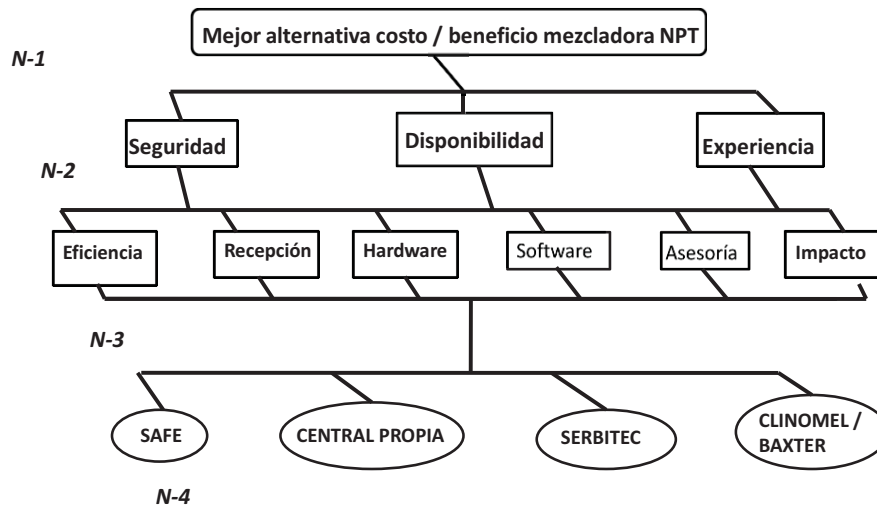 Mejor alternativa costo / beneficio mezcladora NPT
N-1
Seguridad
Disponibilidad
Experiencia
N-2
Eficiencia
Recepción
Hardware
Software
Asesoría
Impacto
N-3
SAFE
CENTRAL PROPIA
SERBITEC
CLINOMEL /
BAXTER
N-4